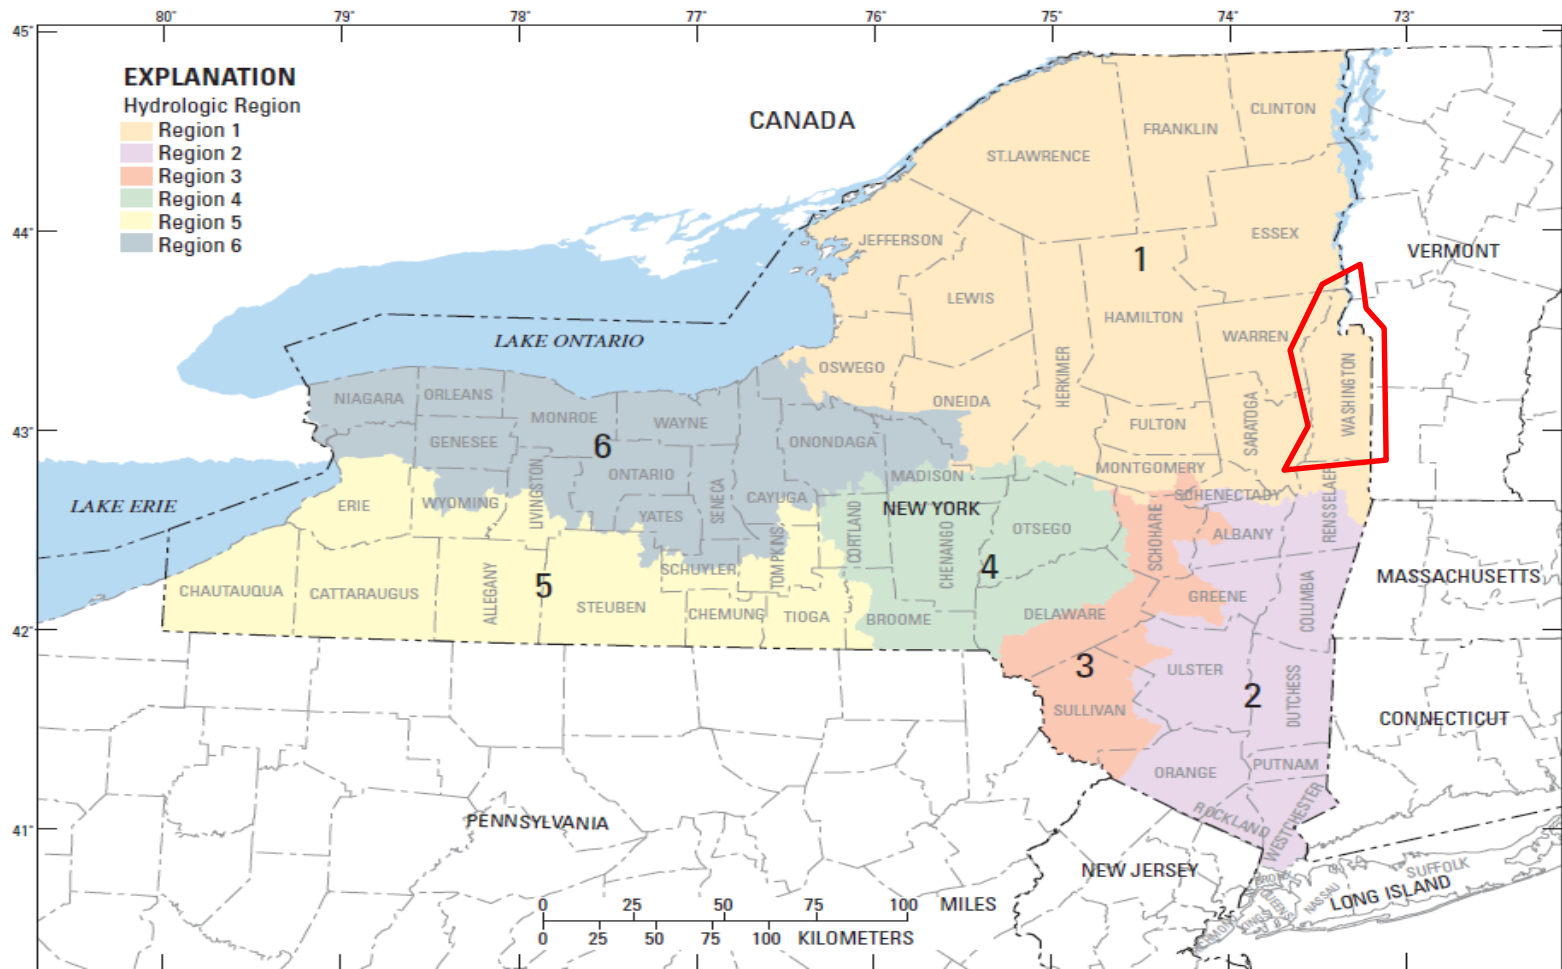 80°
79°
78°
77°
76°
75°
74°
73°
45°
EXPLANATION
Hydrologic Region
Region 1
Region 2
Region 3
Region 4
Region 5
Region 6
CANADA
CLINTON
FRANKLIN
ST.LAWRENCE
44°
JEFFERSON
ESSEX
VERMONT
1
LEWIS
HAMILTON
WARREN
LAKE ONTARIO
OSWEGO
HERKIMER
WASHINGTON
ONEIDA
NIAGARA
ORLEANS
MONROE
WAYNE
FULTON
SARATOGA
43°
GENESEE
6
ONONDAGA
ONTARIO
MADISON
MONTGOMERY
LAKE ERIE
ERIE
WYOMING
LIVINGSTON
YATES
SENECA
CAYUGA
NEW YORK
SCHENECTADY
RENSSELAER
CORTLAND
CHENANGO
OTSEGO
SCHOHARIE
ALBANY
TOMPKINS
SCHUYLER
4
MASSACHUSETTS
CHAUTAUQUA
CATTARAUGUS
ALLEGANY
5
STEUBEN
CHEMUNG
TIOGA
BROOME
DELAWARE
GREENE
COLUMBIA
42°
3
ULSTER
2
DUTCHESS
SULLIVAN
CONNECTICUT
ORANGE
PUTNAM
41°
PENNSYLVANIA
ROCKLAND
WESTCHESTER
NEW JERSEY
BRONX
QUEENS
KINGS
RICHMOND
NASSAU
SUFFOLK
LONG ISLAND
0 25 50 75 100 MILES
0 25 50 75 100 KILOMETERS